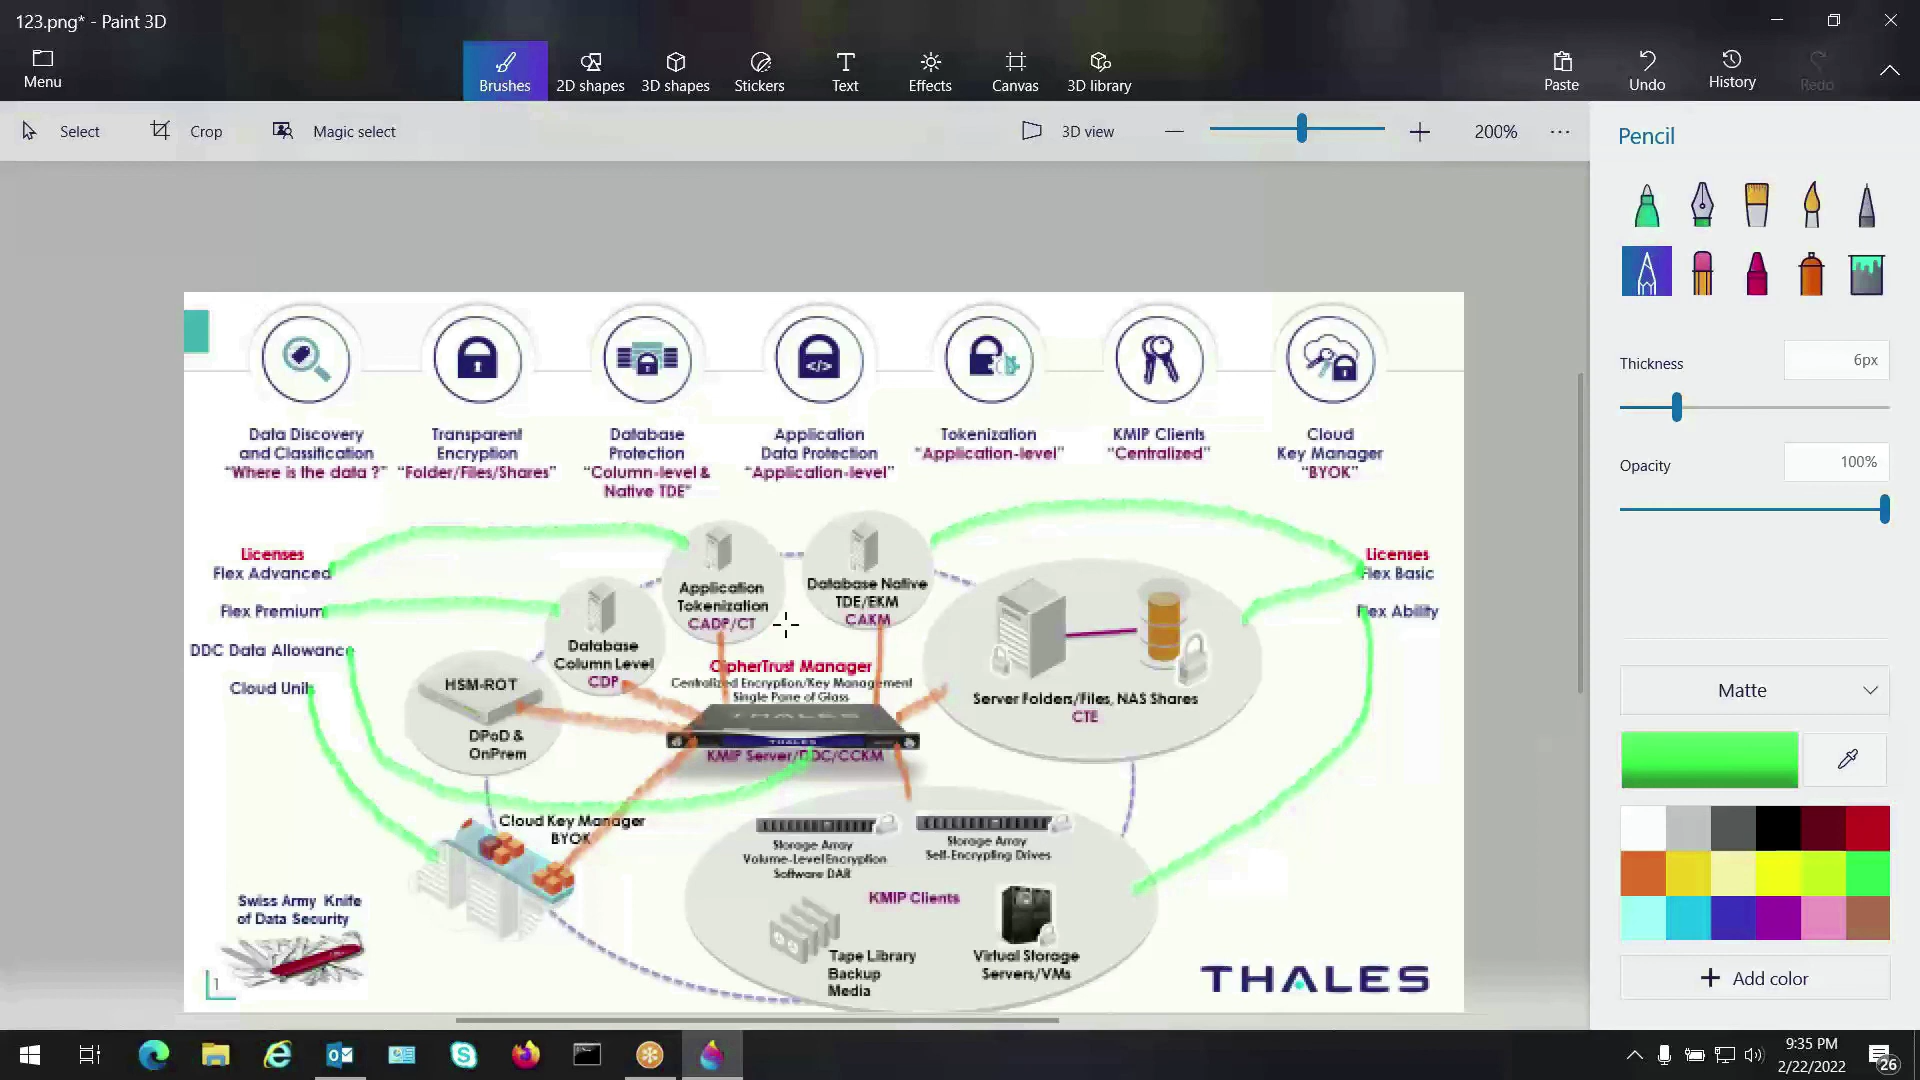 123.png* - Paint 3D
Menu
Brushes
2D shapes
3D shapes
Stickers
Text
Effects
Canvas
3D library
Paste
Undo
History
Redo
Select
Crop
Magic select
3D view
200%
Pencil
Thickness
6px
Opacity
100%
Matte
Add color
Data Discovery
and Classification
"Where is the data ?"
Transparent
Encryption
"Folder/Files/Shares"
Database
Protection
"Column-level &
Native TDE"
Application
Data Protection
"Application-level"
Tokenization
"Application-level"
KMIP Clients
"Centralized"
Cloud
Key Manager
"BYOK"
Licenses
Flex Advanced
Flex Premium
DDC Data Allowance
Cloud Unit
Licenses
Flex Basic
Flex Ability
Application
Tokenization
CADP/CT
Database Native
TDE/EKM
CAKM
Database
Column Level
CDP
HSM-ROT
DPoD &
OnPrem
CipherTrust Manager
Centralized Encryption/Key Management
Single Pane of Glass
THALES
THALES
KMIP Server/DDC/CCKM
Server Folders/Files, NAS Shares
CTE
Cloud Key Manager
BYOK
Storage Array
Volume-Level Encryption
Software DAR
Storage Array
Self-Encrypting Drives
KMIP Clients
Tape Library
Backup
Media
Virtual Storage
Servers/VMs
Swiss Army Knife
of Data Security
1
THALES
9:35 PM
2/22/2022
26